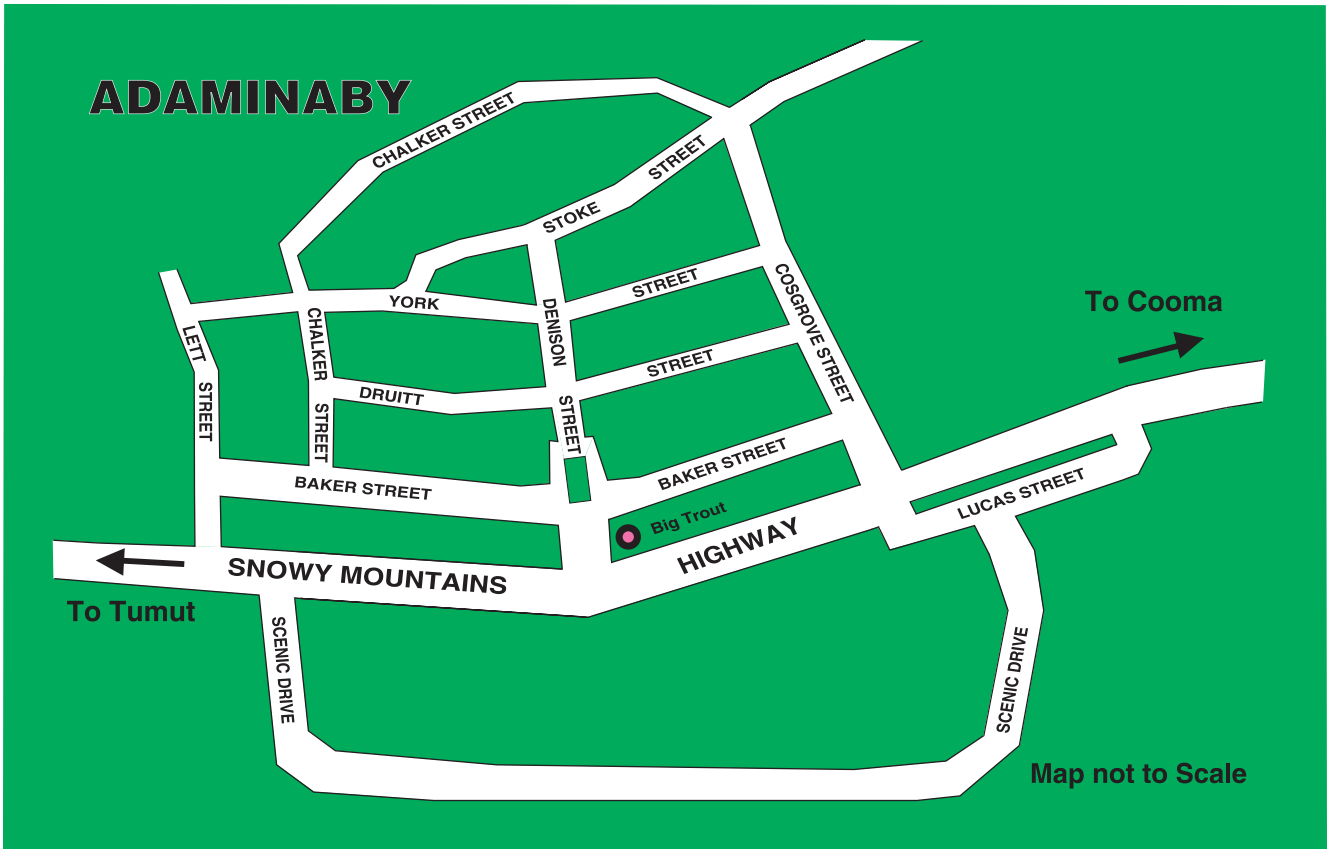 ADAMINABY
CHALKER STREET
STOKE STREET
YORK STREET
LETT STREET
CHALKER STREET
DENISON STREET
COSGROVE STREET
DRUITT STREET
BAKER STREET
BAKER STREET
To Cooma
LUCAS STREET
Big Trout
SNOWY MOUNTAINS HIGHWAY
To Tumut
SCENIC DRIVE
SCENIC DRIVE
Map not to Scale